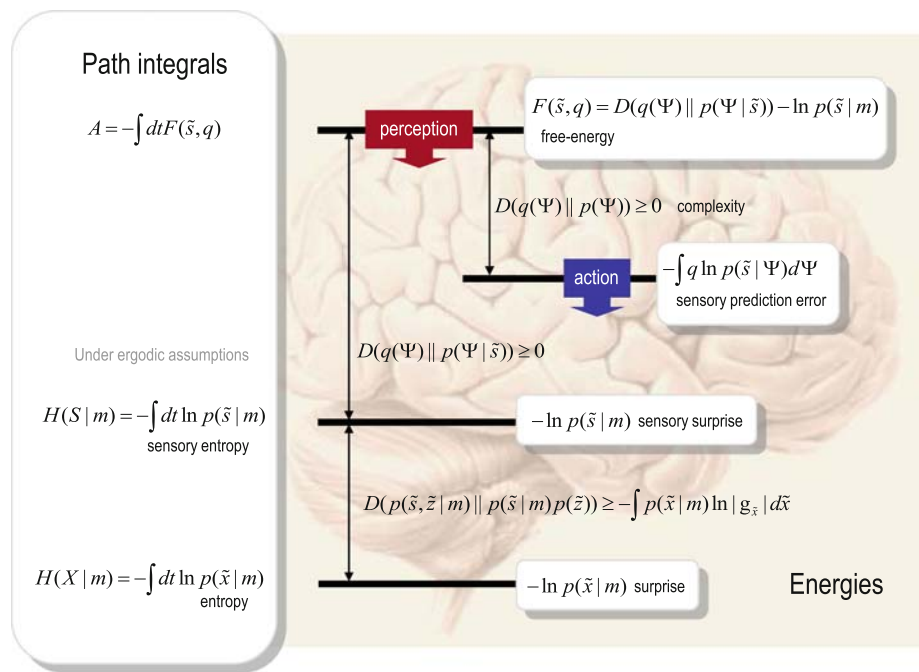 Path integrals
A = −∫ dtF(s̃, q)
Under ergodic assumptions
H(S | m) = −∫ dt ln p(s̃ | m)
sensory entropy
H(X | m) = −∫ dt ln p(x̃ | m)
entropy
perception
F(s̃, q) = D(q(Ψ) || p(Ψ | s̃)) − ln p(s̃ | m)
free-energy
D(q(Ψ) || p(Ψ)) ≥ 0 complexity
action
−∫ q ln p(s̃ | Ψ)dΨ
sensory prediction error
D(q(Ψ) || p(Ψ | s̃)) ≥ 0
−ln p(s̃ | m) sensory surprise
D(p(s̃, z̃ | m) || p(s̃ | m)p(z̃)) ≥ −∫ p(x̃ | m) ln | g_x̃ | dx̃
−ln p(x̃ | m) surprise
Energies